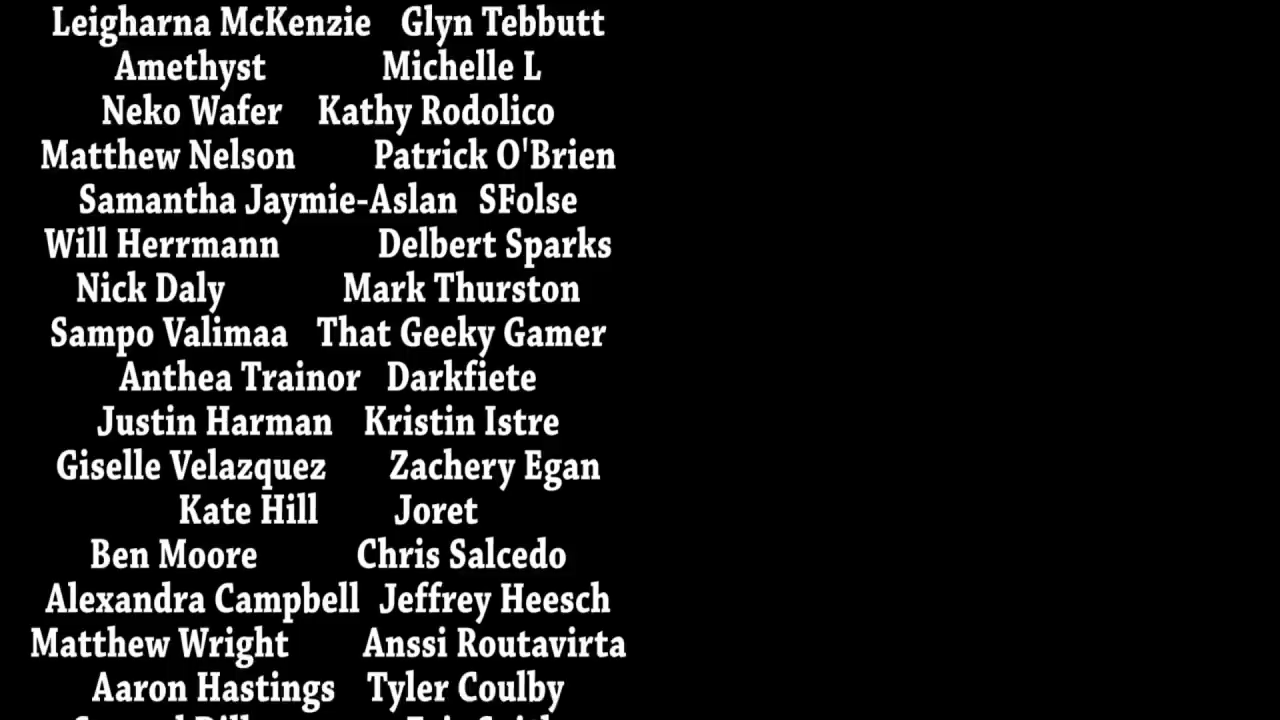 Leigharna McKenzie Glyn Tebbutt
Amethyst Michelle L
Neko Wafer Kathy Rodolico
Matthew Nelson Patrick O'Brien
Samantha Jaymie-Aslan SFolse
Will Herrmann Delbert Sparks
Nick Daly Mark Thurston
Sampo Valimaa That Geeky Gamer
Anthea Trainor Darkfiete
Justin Harman Kristin Istre
Giselle Velazquez Zachery Egan
Kate Hill Joret
Ben Moore Chris Salcedo
Alexandra Campbell Jeffrey Heesch
Matthew Wright Anssi Routavirta
Aaron Hastings Tyler Coulby